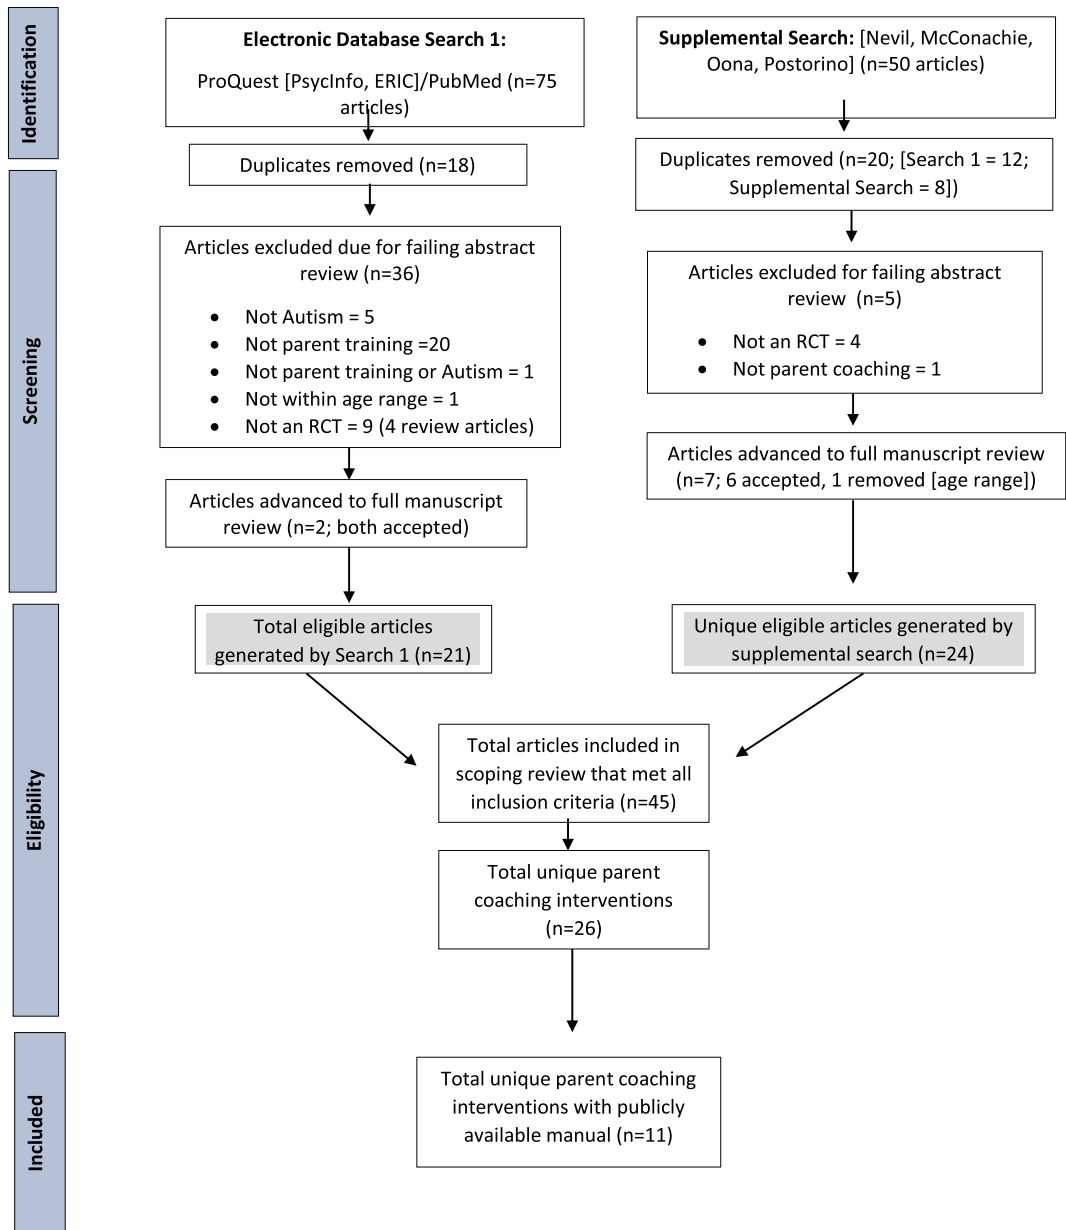 Identification
Electronic Database Search 1:
ProQuest [PsycInfo, ERIC]/PubMed (n=75
articles)
Supplemental Search: [Nevil, McConachie,
Oona, Postorino] (n=50 articles)
Duplicates removed (n=18)
Duplicates removed (n=20; [Search 1 = 12;
Supplemental Search = 8])
Screening
Articles excluded due for failing abstract
review (n=36)
• Not Autism = 5
• Not parent training =20
• Not parent training or Autism = 1
• Not within age range = 1
• Not an RCT = 9 (4 review articles)
Articles excluded for failing abstract
review (n=5)
• Not an RCT = 4
• Not parent coaching = 1
Articles advanced to full manuscript
review (n=2; both accepted)
Articles advanced to full manuscript review
(n=7; 6 accepted, 1 removed [age range])
Eligibility
Total eligible articles
generated by Search 1 (n=21)
Unique eligible articles generated by
supplemental search (n=24)
Total articles included in
scoping review that met all
inclusion criteria (n=45)
Total unique parent
coaching interventions
(n=26)
Included
Total unique parent coaching
interventions with publicly
available manual (n=11)